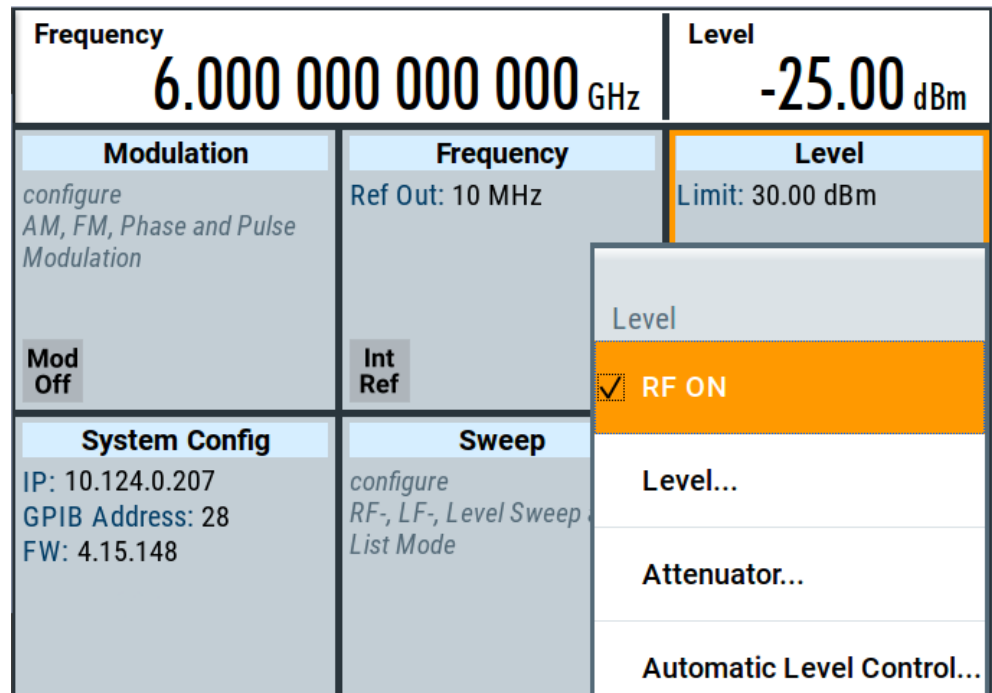 Frequency
6.000 000 000 000 GHz
Level
-25.00 dBm
Modulation
configure
AM, FM, Phase and Pulse
Modulation
Mod
Off
Frequency
Ref Out: 10 MHz
Int
Ref
Level
Limit: 30.00 dBm
System Config
IP: 10.124.0.207
GPIB Address: 28
FW: 4.15.148
Sweep
configure
RF-, LF-, Level Sweep
List Mode
Level
RF ON
Level...
Attenuator...
Automatic Level Control...